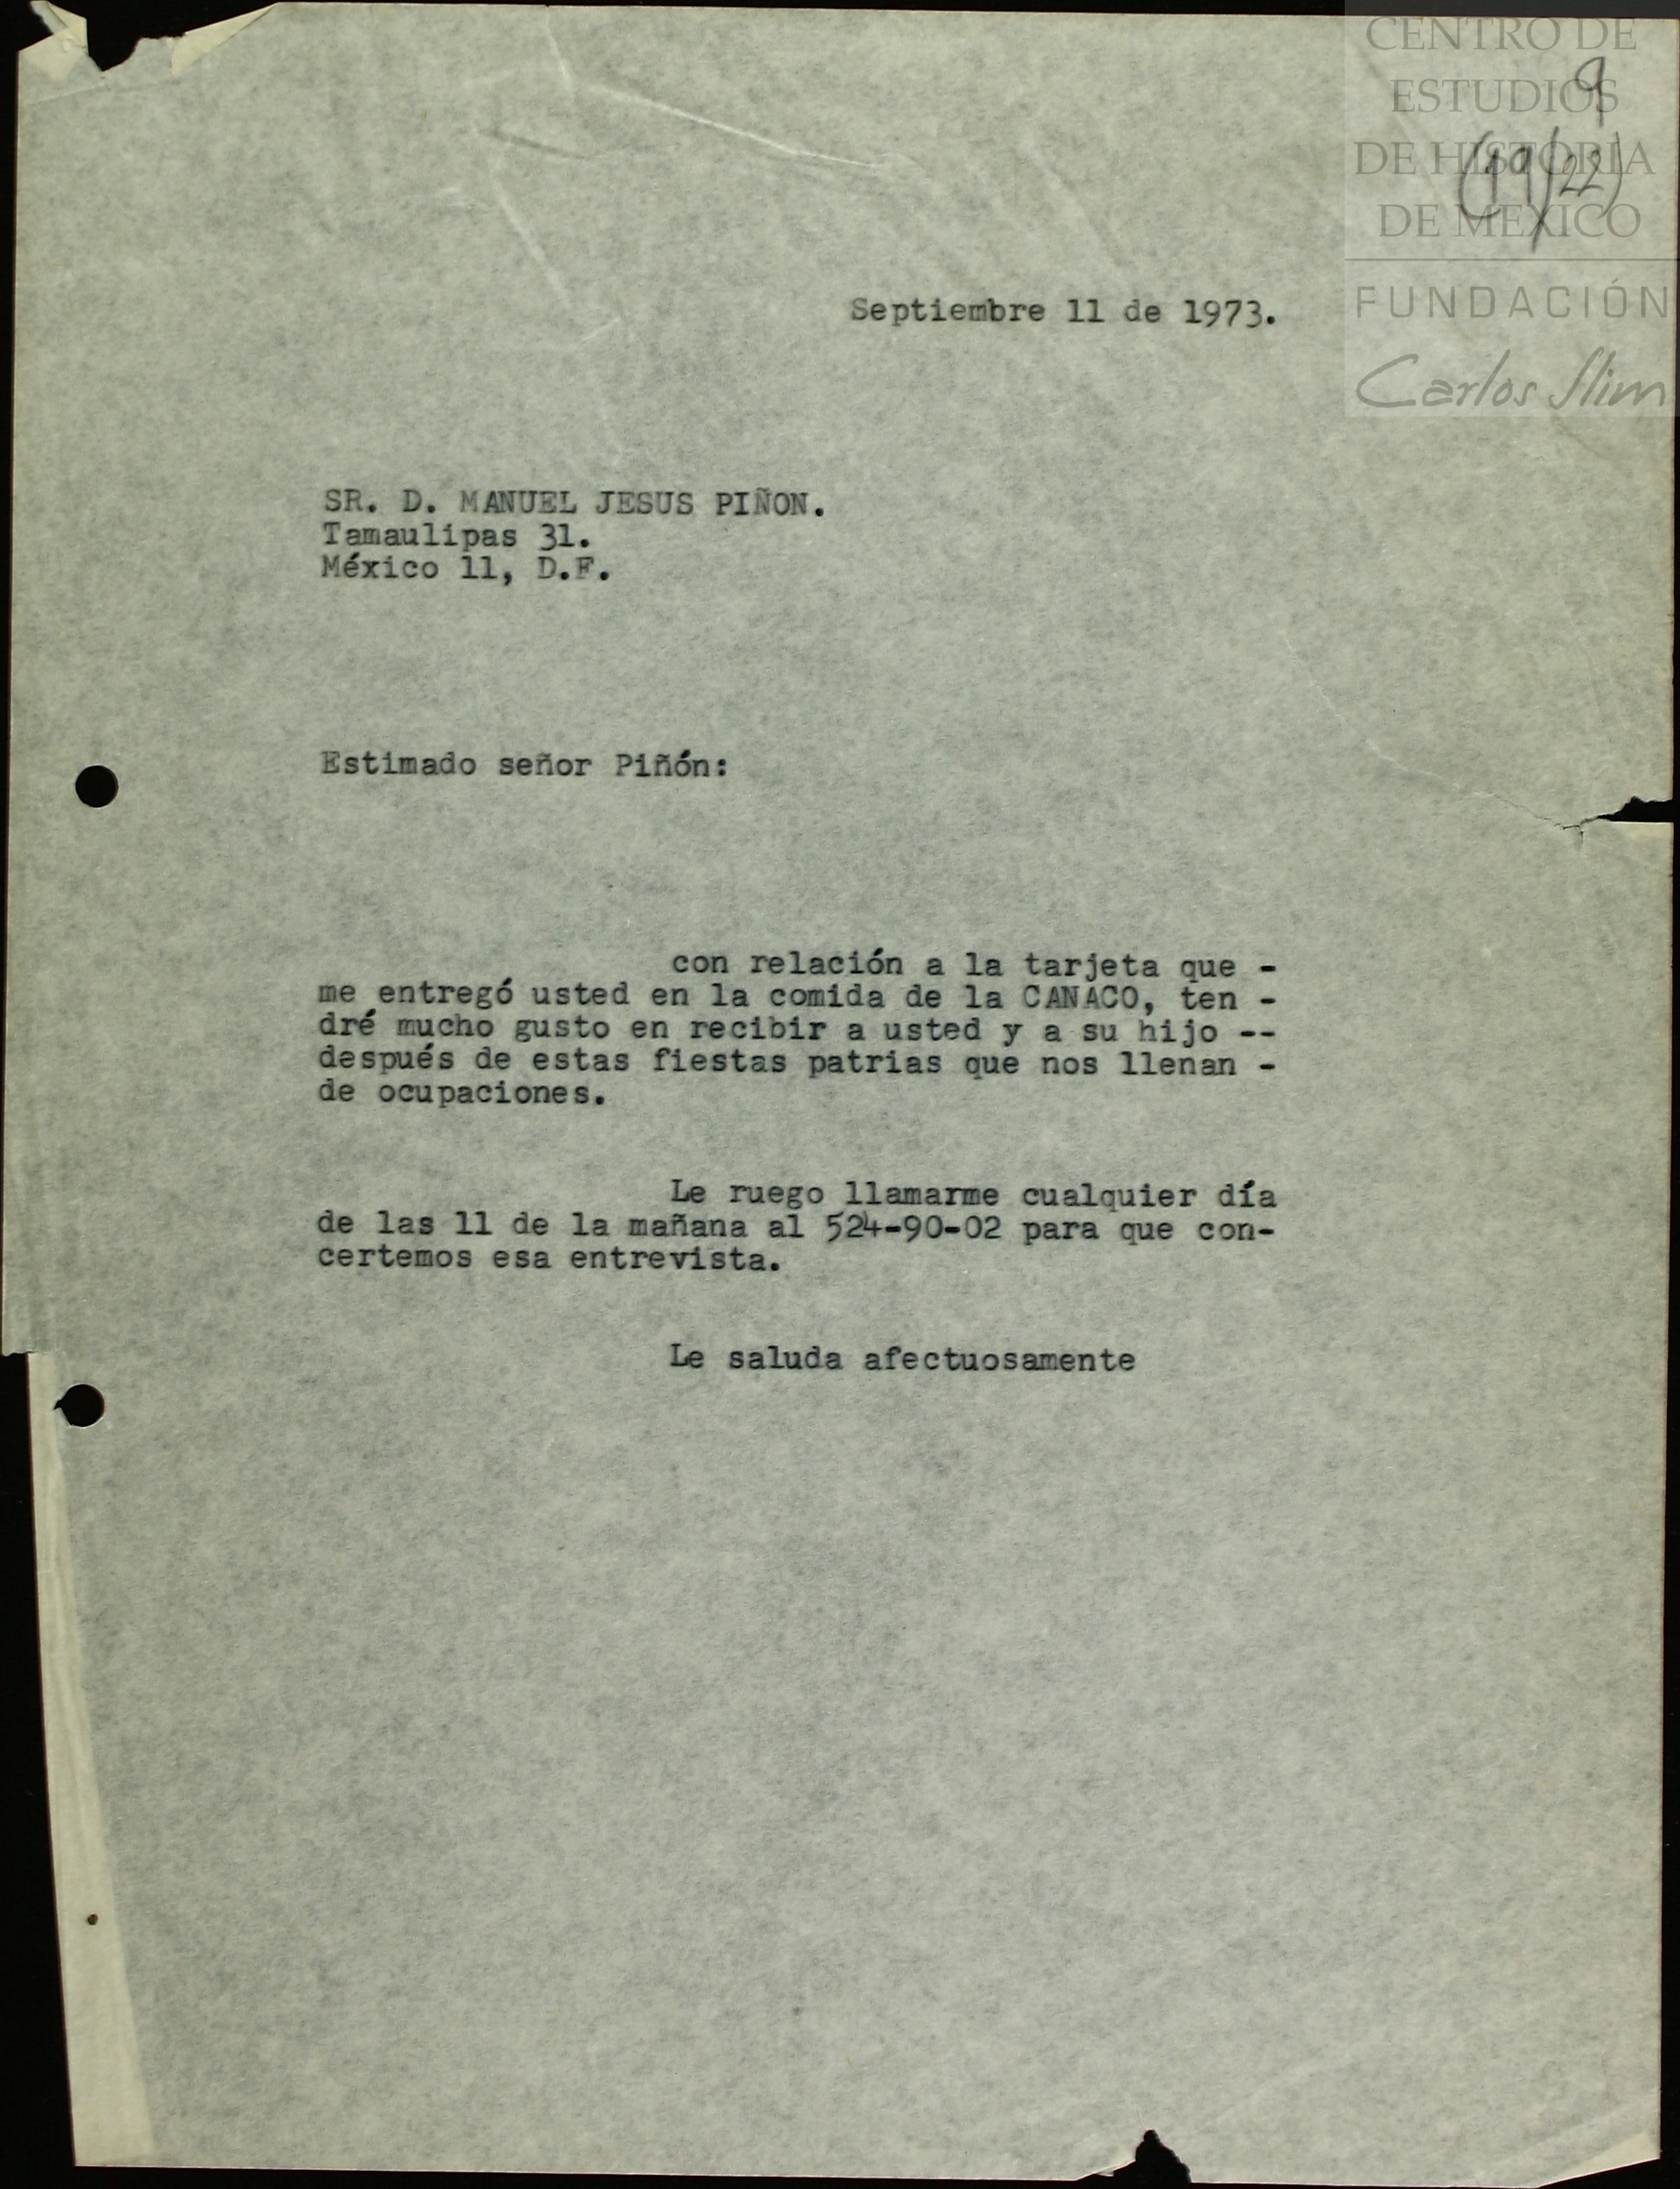 CENTRO DE
ESTUDIOS
DE HISTORIA
DE MEXICO
FUNDACIÓN
Carlos Slim
9
(19/22)
Septiembre 11 de 1973.
SR. D. MANUEL JESUS PIÑON.
Tamaulipas 31.
México 11, D.F.
Estimado señor Piñón:
con relación a la tarjeta que -
me entregó usted en la comida de la CANACO, ten -
dré mucho gusto en recibir a usted y a su hijo --
después de estas fiestas patrias que nos llenan -
de ocupaciones.
Le ruego llamarme cualquier día
de las 11 de la mañana al 524-90-02 para que con-
certemos esa entrevista.
Le saluda afectuosamente